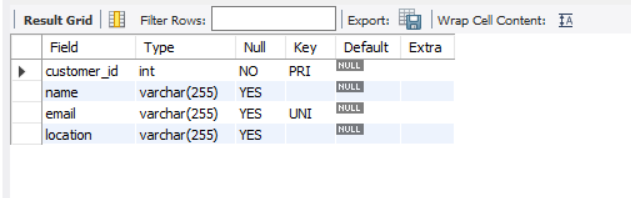 Result Grid Filter Rows: Export: Wrap Cell Content: IA
Field Type Null Key Default Extra
customer_id int NO PRI NULL
name varchar(255) YES NULL
email varchar(255) YES UNI NULL
location varchar(255) YES NULL